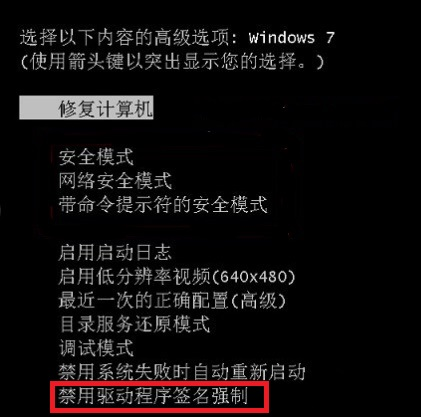 选择以下内容的高级选项: Windows 7
(使用箭头键以突出显示您的选择。)
修复计算机
安全模式
网络安全模式
带命令提示符的安全模式
启用启动日志
启用低分辨率视频(640x480)
最近一次的正确配置(高级)
目录服务还原模式
调试模式
禁用系统失败时自动重新启动
禁用驱动程序签名强制